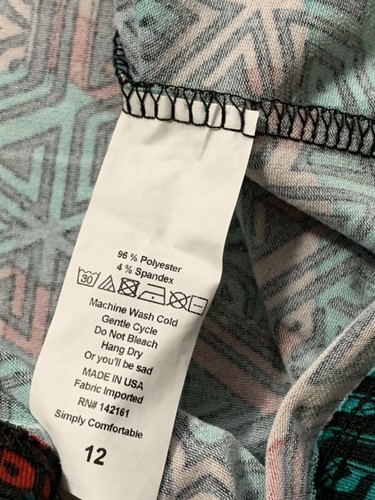 96 % Polyester
4 % Spandex
30
Machine Wash Cold
Gentle Cycle
Do Not Bleach
Hang Dry
Or you'll be sad
MADE IN USA
Fabric Imported
RN# 142161
Simply Comfortable
12